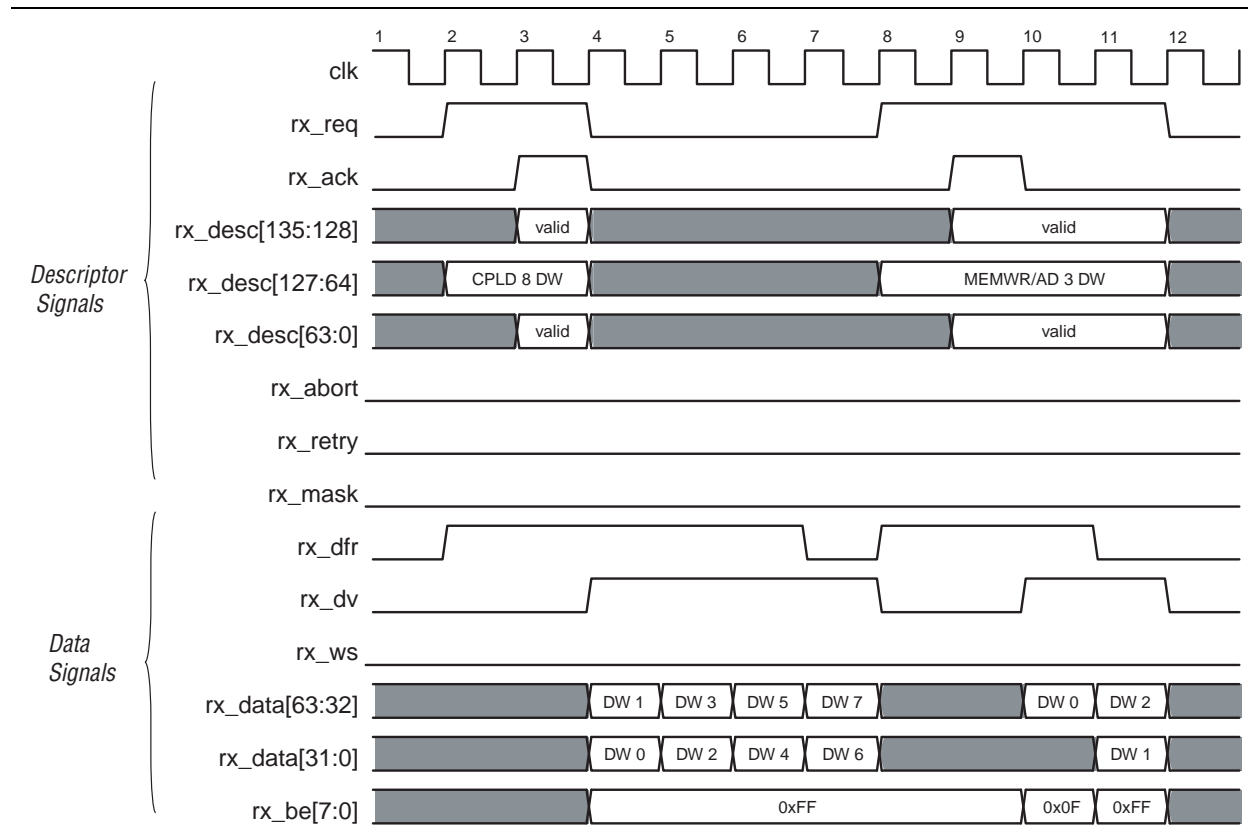 1 2 3 4 5 6 7 8 9 10 11 12
clk
rx_req
rx_ack
rx_desc[135:128] valid valid
Descriptor
Signals
rx_desc[127:64] CPLD 8 DW MEMWR/AD 3 DW
rx_desc[63:0] valid valid
rx_abort
rx_retry
rx_mask
rx_dfr
rx_dv
Data
Signals
rx_ws
rx_data[63:32] DW 1 DW 3 DW 5 DW 7 DW 0 DW 2
rx_data[31:0] DW 0 DW 2 DW 4 DW 6 DW 1
rx_be[7:0] 0xFF 0x0F 0xFF